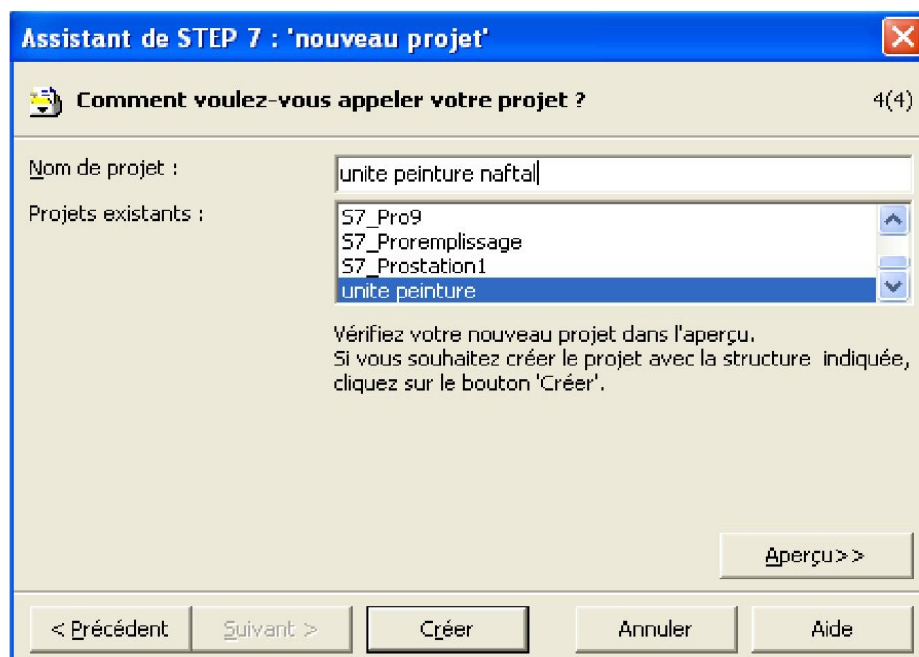 Assistant de STEP 7 : 'nouveau projet'
Comment voulez-vous appeler votre projet ? 4(4)
Nom de projet : unite peinture naftal
Projets existants : S7_Pro9
S7_Proremplissage
S7_Prostation1
unite peinture
Vérifiez votre nouveau projet dans l'aperçu.
Si vous souhaitez créer le projet avec la structure indiquée,
cliquez sur le bouton 'Créer'.
Aperçu>>
< Précédent Suivant > Créer Annuler Aide